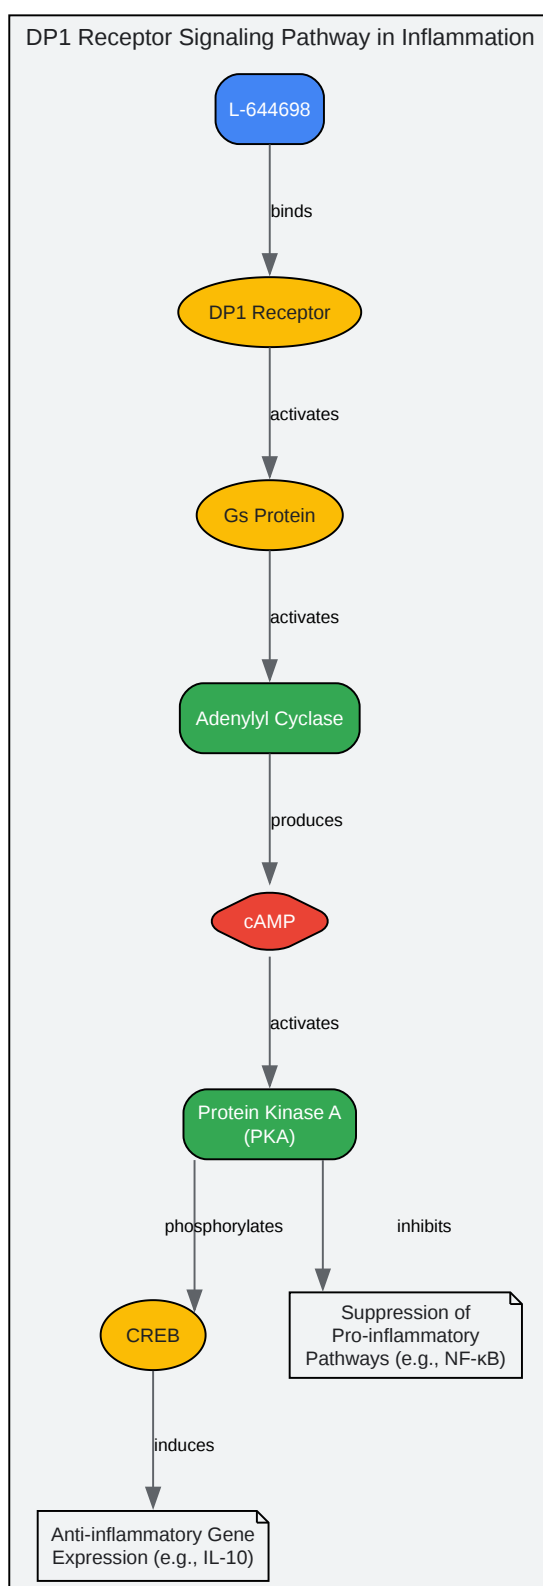 DP1 Receptor Signaling Pathway in Inflammation
L-644698
binds
DP1 Receptor
activates
Gs Protein
activates
Adenylyl Cyclase
produces
cAMP
activates
Protein Kinase A
(PKA)
phosphorylates
inhibits
Suppression of
Pro-inflammatory
Pathways (e.g., NF-κB)
CREB
induces
Anti-inflammatory Gene
Expression (e.g., IL-10)